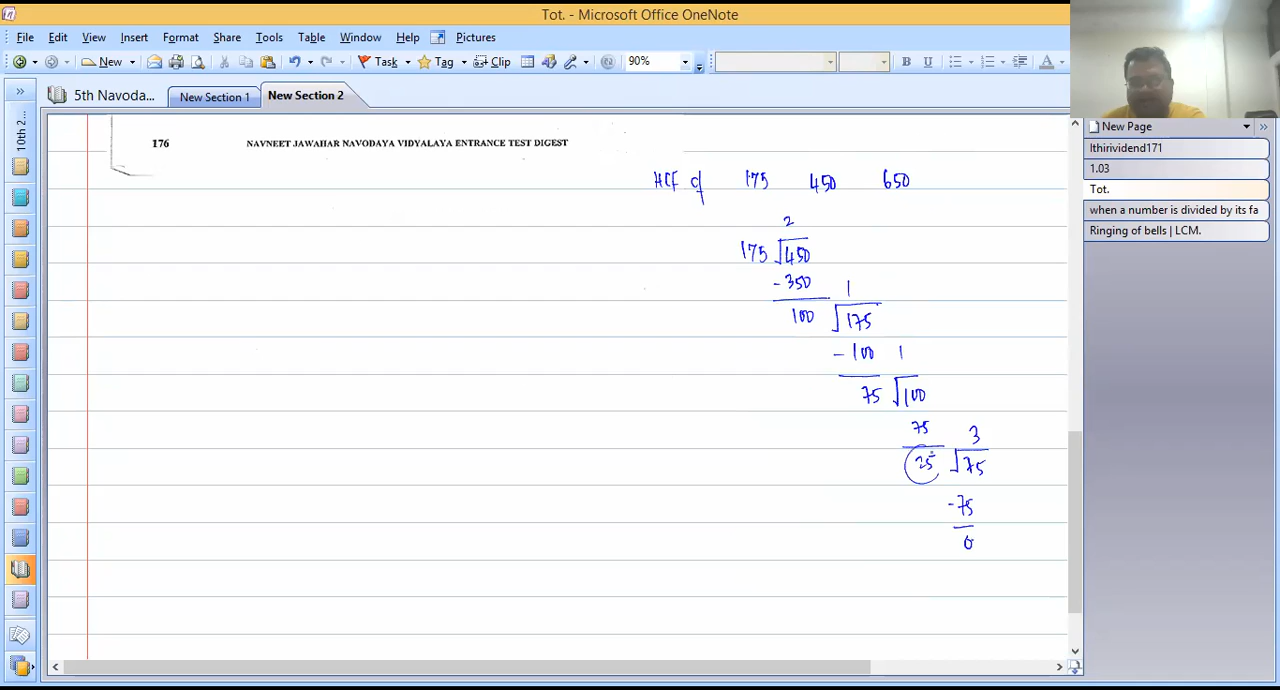 Tot. - Microsoft Office OneNote
File Edit View Insert Format Share Tools Table Window Help Pictures
New Task Tag Clip 90% B U A
5th Navoda... New Section 1 New Section 2
10th 2...
New Page
Ithirividend171
1.03
Tot.
when a number is divided by its fa
Ringing of bells | LCM.
176 NAVNEET JAWAHAR NAVODAYA VIDYALAYA ENTRANCE TEST DIGEST
HCF of 175 450 650
2
175 √450
-350 1
100 √175
- 100 1
75 √100
75 3
25 √75
-75
0